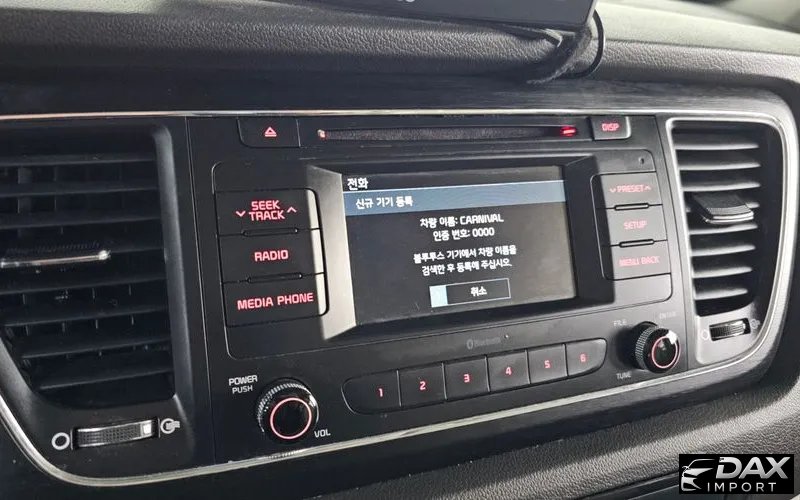 DISP
SEEK
TRACK
RADIO
MEDIA PHONE
전화
신규 기기 등록
차량 이름: CARNIVAL
인증 번호: 0000
블루투스 기기에서 차량 이름을
검색한 후 등록해 주십시오.
취소
PRESET
SETUP
MENU BACK
Bluetooth
1 2 3 4 5 6
POWER
PUSH
VOL
FILE
ENTER
TUNE
DAX
IMPORT